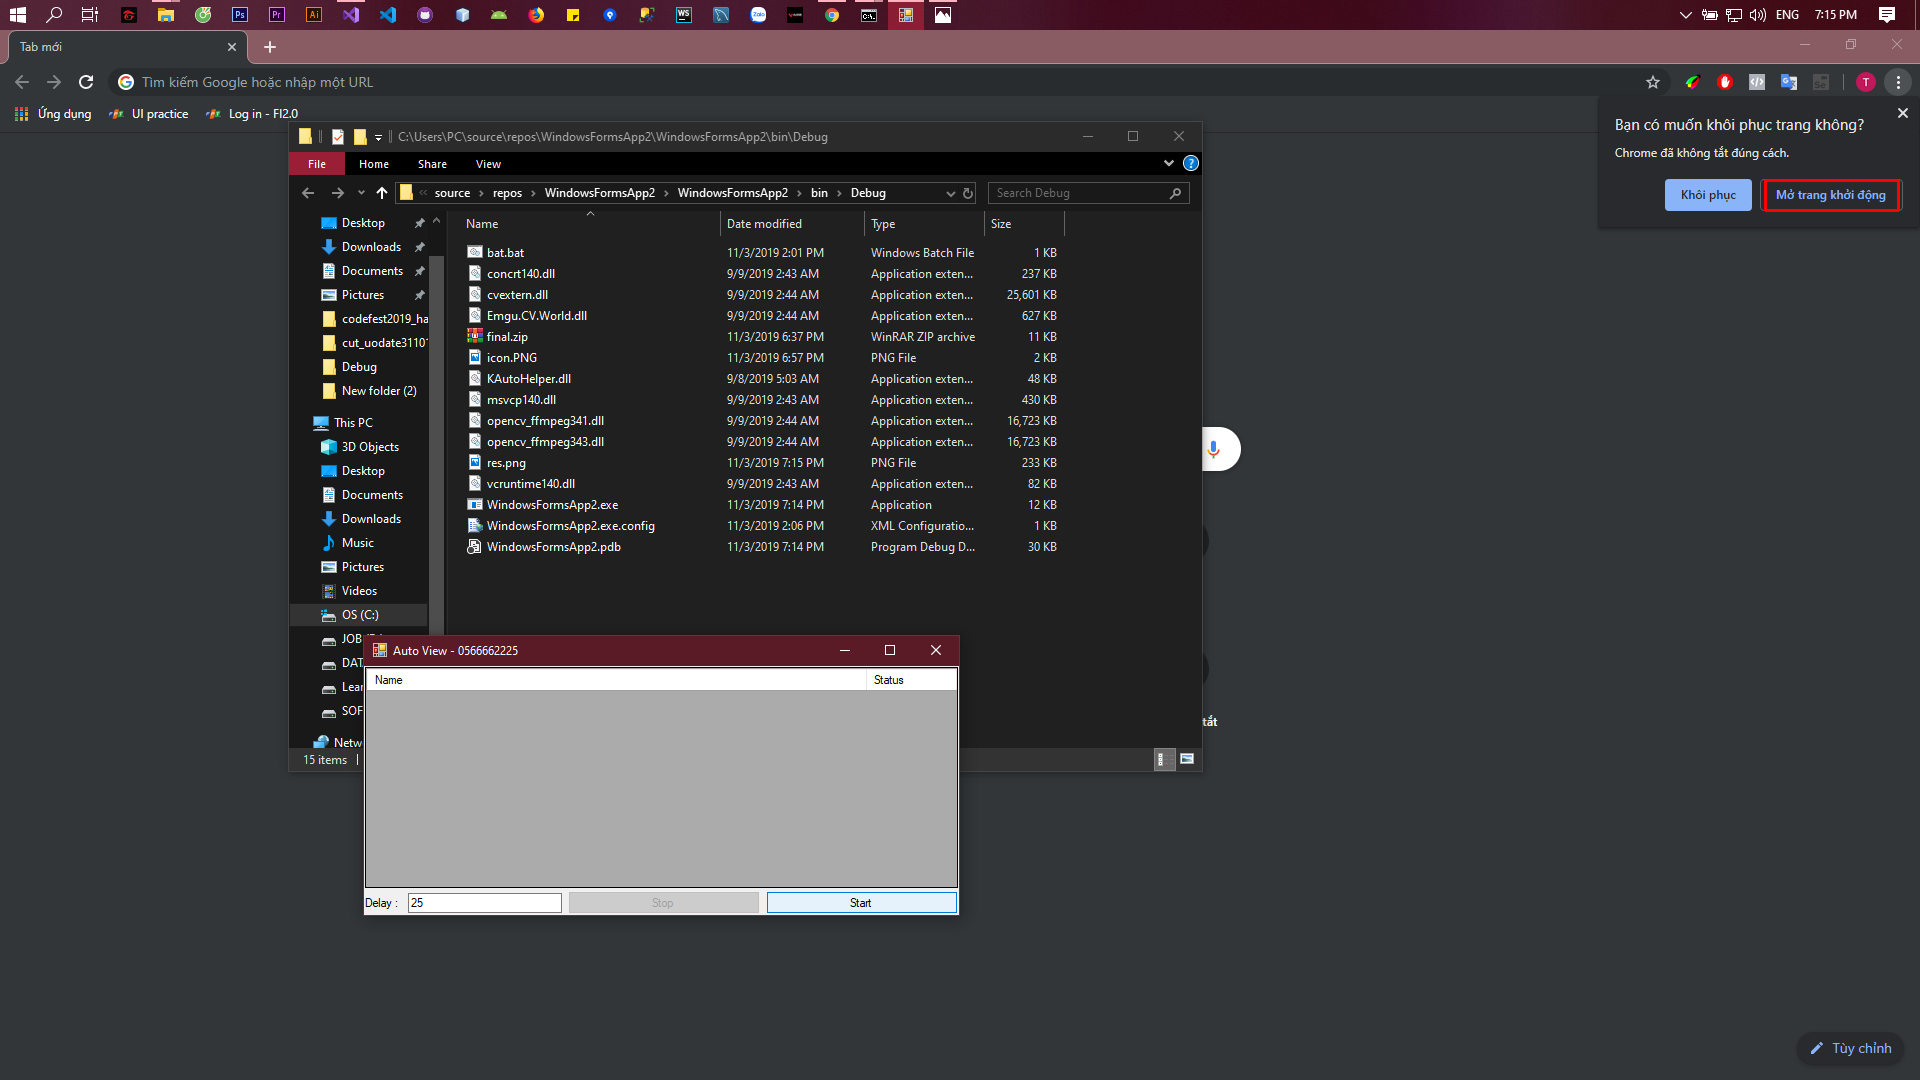 ENG
7:15 PM
Tab mới
Tìm kiếm Google hoặc nhập một URL
T
Ứng dụng
UI practice
Log in - FI2.0
Bạn có muốn khôi phục trang không?
Chrome đã không tắt đúng cách.
Khôi phục
Mở trang khởi động
C:\Users\PC\source\repos\WindowsFormsApp2\WindowsFormsApp2\bin\Debug
File Home Share View
source repos WindowsFormsApp2 WindowsFormsApp2 bin Debug
Search Debug
Desktop
Downloads
Documents
Pictures
codefest2019_ha
cut_uodate31101
Debug
New folder (2)
This PC
3D Objects
Desktop
Documents
Downloads
Music
Pictures
Videos
OS (C:)
JOB
DAT
Lear
SOF
Netw
Name Date modified Type Size
bat.bat 11/3/2019 2:01 PM Windows Batch File 1 KB
concrt140.dll 9/9/2019 2:43 AM Application exten... 237 KB
cvextern.dll 9/9/2019 2:44 AM Application exten... 25,601 KB
Emgu.CV.World.dll 9/9/2019 2:44 AM Application exten... 627 KB
final.zip 11/3/2019 6:37 PM WinRAR ZIP archive 11 KB
icon.PNG 11/3/2019 6:57 PM PNG File 2 KB
KAutoHelper.dll 9/8/2019 5:03 AM Application exten... 48 KB
msvcp140.dll 9/9/2019 2:43 AM Application exten... 430 KB
opencv_ffmpeg341.dll 9/9/2019 2:44 AM Application exten... 16,723 KB
opencv_ffmpeg343.dll 9/9/2019 2:44 AM Application exten... 16,723 KB
res.png 11/3/2019 7:15 PM PNG File 233 KB
vcruntime140.dll 9/9/2019 2:43 AM Application exten... 82 KB
WindowsFormsApp2.exe 11/3/2019 7:14 PM Application 12 KB
WindowsFormsApp2.exe.config 11/3/2019 2:06 PM XML Configuratio... 1 KB
WindowsFormsApp2.pdb 11/3/2019 7:14 PM Program Debug D... 30 KB
15 items
tắt
Auto View - 0566662225
Name Status
Delay : 25 Stop Start
Tùy chỉnh